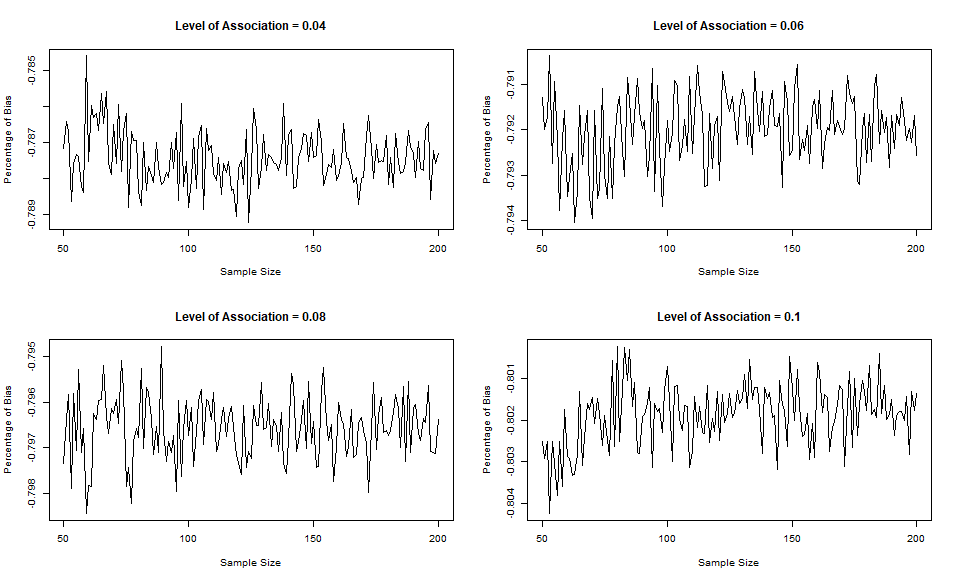 Level of Association = 0.04
Percentage of Bias
-0.785
-0.787
-0.789
50
100
150
200
Sample Size
Level of Association = 0.06
Percentage of Bias
-0.791
-0.792
-0.793
-0.794
50
100
150
200
Sample Size
Level of Association = 0.08
Percentage of Bias
-0.795
-0.796
-0.797
-0.798
50
100
150
200
Sample Size
Level of Association = 0.1
Percentage of Bias
-0.801
-0.802
-0.803
-0.804
50
100
150
200
Sample Size